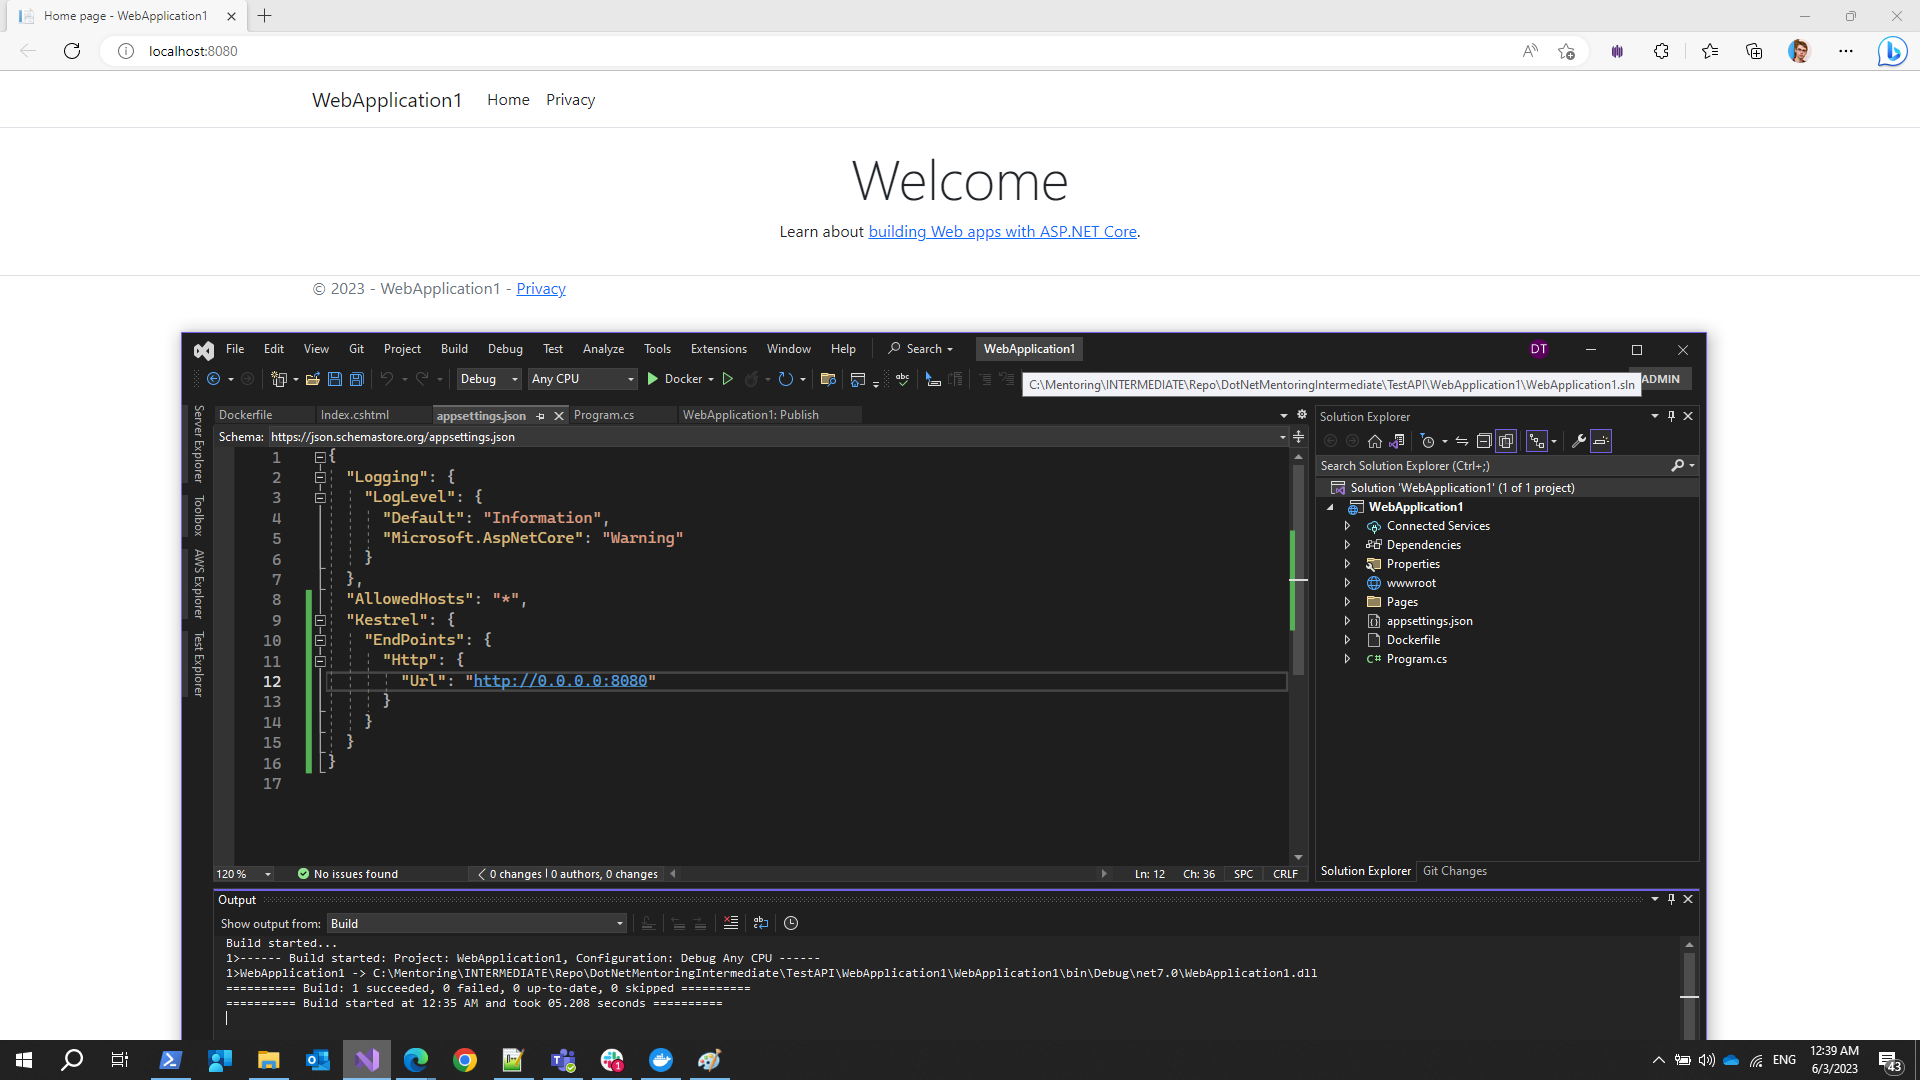 Home page - WebApplication1
localhost:8080
WebApplication1 Home Privacy
Welcome
Learn about building Web apps with ASP.NET Core.
© 2023 - WebApplication1 - Privacy
File Edit View Git Project Build Debug Test Analyze Tools Extensions Window Help Search WebApplication1 DT
Debug Any CPU Docker ADMIN
C:\Mentoring\INTERMEDIATE\Repo\DotNetMentoringIntermediate\TestAPI\WebApplication1\WebApplication1.sln
Server Explorer
Toolbox
AWS Explorer
Test Explorer
Dockerfile Index.cshtml appsettings.json Program.cs WebApplication1: Publish
Schema: https://json.schemastore.org/appsettings.json
1 {
2 "Logging": {
3 "LogLevel": {
4 "Default": "Information",
5 "Microsoft.AspNetCore": "Warning"
6 }
7 },
8 "AllowedHosts": "*",
9 "Kestrel": {
10 "EndPoints": {
11 "Http": {
12 "Url": "http://0.0.0.0:8080"
13 }
14 }
15 }
16 }
17
120 % No issues found 0 changes | 0 authors, 0 changes Ln: 12 Ch: 36 SPC CRLF
Solution Explorer
Search Solution Explorer (Ctrl+;)
Solution 'WebApplication1' (1 of 1 project)
WebApplication1
Connected Services
Dependencies
Properties
wwwroot
Pages
appsettings.json
Dockerfile
C# Program.cs
Solution Explorer Git Changes
Output
Show output from: Build
Build started...
1>------ Build started: Project: WebApplication1, Configuration: Debug Any CPU ------
1>WebApplication1 -> C:\Mentoring\INTERMEDIATE\Repo\DotNetMentoringIntermediate\TestAPI\WebApplication1\WebApplication1\bin\Debug\net7.0\WebApplication1.dll
========== Build: 1 succeeded, 0 failed, 0 up-to-date, 0 skipped ==========
========== Build started at 12:35 AM and took 05.208 seconds ==========
ENG
12:39 AM
6/3/2023
43